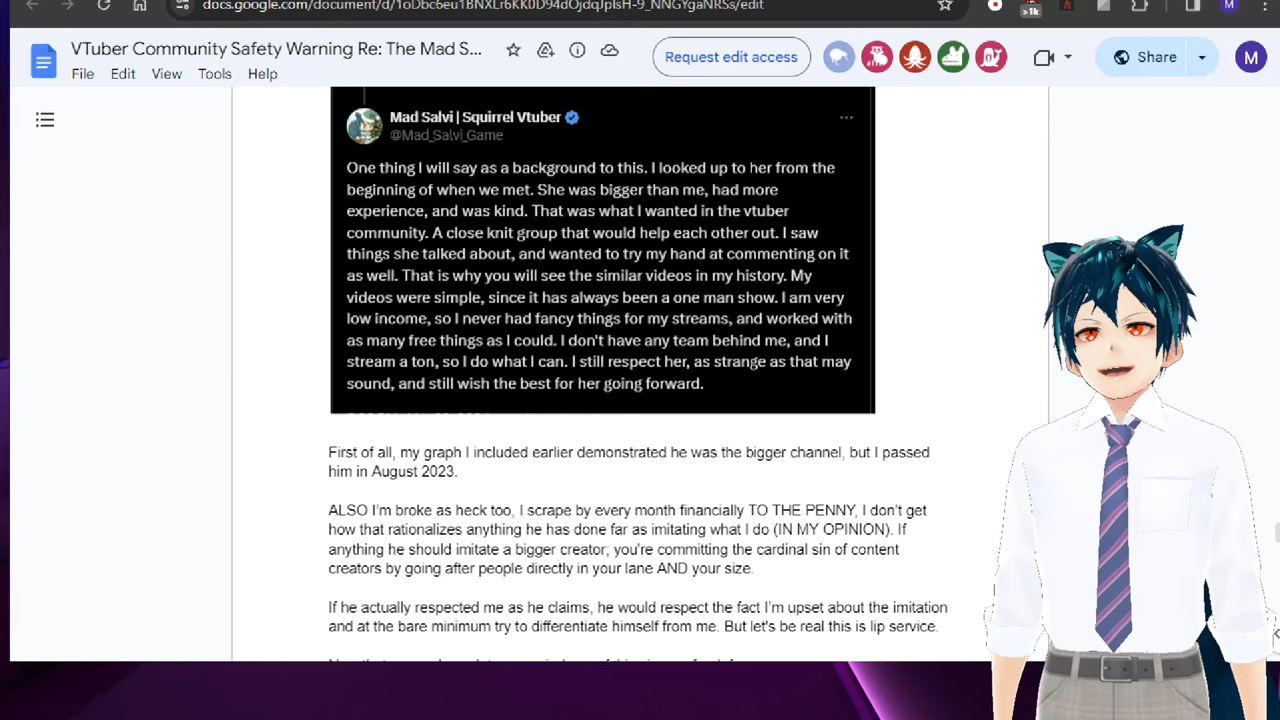 docs.google.com/document/d/
/edit
>1k
M
VTuber Community Safety Warning Re: The Mad S...
Request edit access
Share
M
File Edit View Tools Help
Mad Salvi | Squirrel Vtuber
@Mad_Salvi_Game
One thing I will say as a background to this. I looked up to her from the
beginning of when we met. She was bigger than me, had more
experience, and was kind. That was what I wanted in the vtuber
community. A close knit group that would help each other out. I saw
things she talked about, and wanted to try my hand at commenting on it
as well. That is why you will see the similar videos in my history. My
videos were simple, since it has always been a one man show. I am very
low income, so I never had fancy things for my streams, and worked with
as many free things as I could. I don't have any team behind me, and I
stream a ton, so I do what I can. I still respect her, as strange as that may
sound, and still wish the best for her going forward.
First of all, my graph I included earlier demonstrated he was the bigger channel, but I passed
him in August 2023.
ALSO I'm broke as heck too, I scrape by every month financially TO THE PENNY, I don't get
how that rationalizes anything he has done far as imitating what I do (IN MY OPINION). If
anything he should imitate a bigger creator; you're committing the cardinal sin of content
creators by going after people directly in your lane AND your size.
If he actually respected me as he claims, he would respect the fact I'm upset about the imitation
and at the bare minimum try to differentiate himself from me. But let's be real this is lip service.